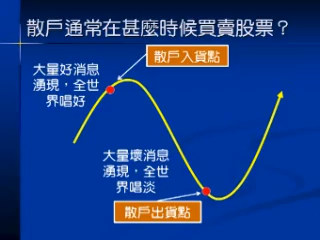 散戶通常在甚麼時候買賣股票？
散戶入貨點
大量好消息
湧現，全世
界唱好
大量壞消息
湧現，全世
界唱淡
散戶出貨點